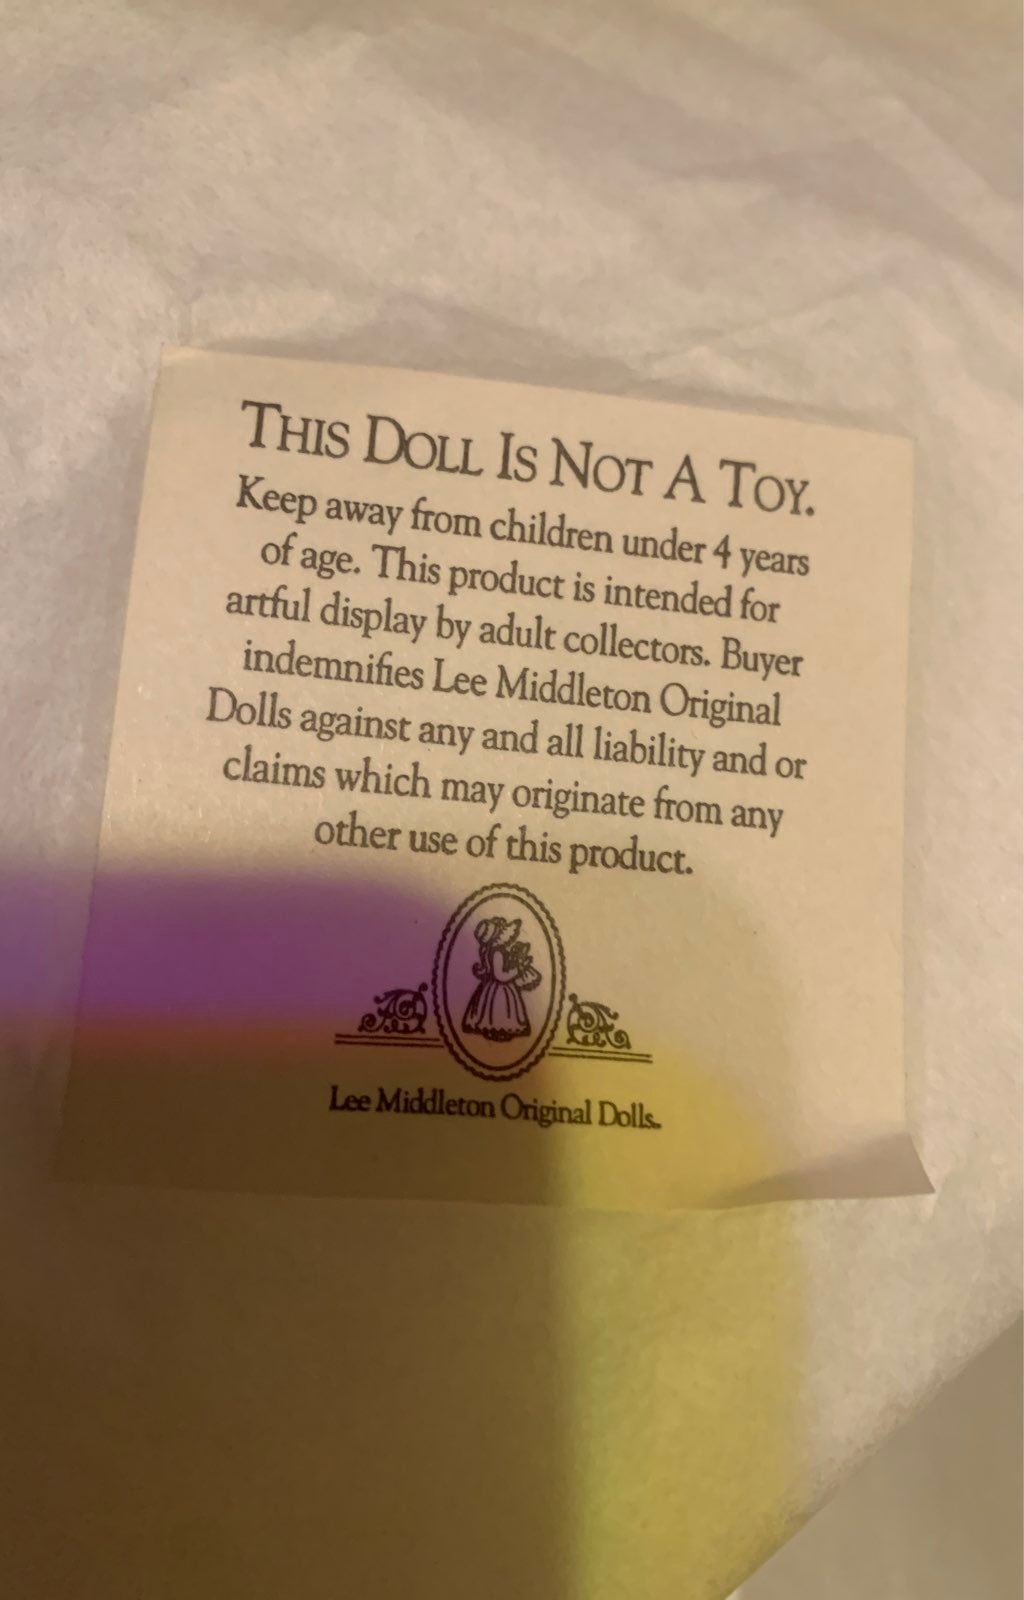 THIS DOLL IS NOT A TOY.
Keep away from children under 4 years
of age. This product is intended for
artful display by adult collectors. Buyer
indemnifies Lee Middleton Original
Dolls against any and all liability and or
claims which may originate from any
other use of this product.
Lee Middleton Original Dolls.